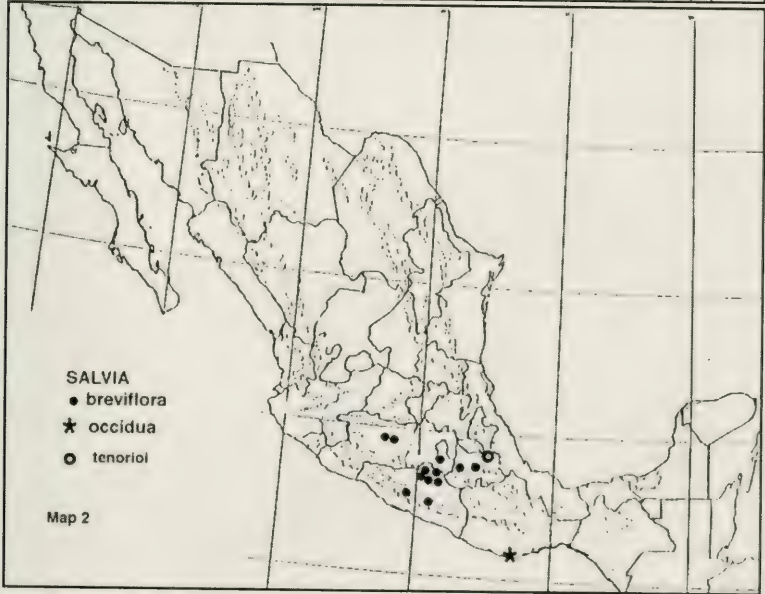 SALVIA
● breviflora
★ occidua
○ tenorioi
Map 2